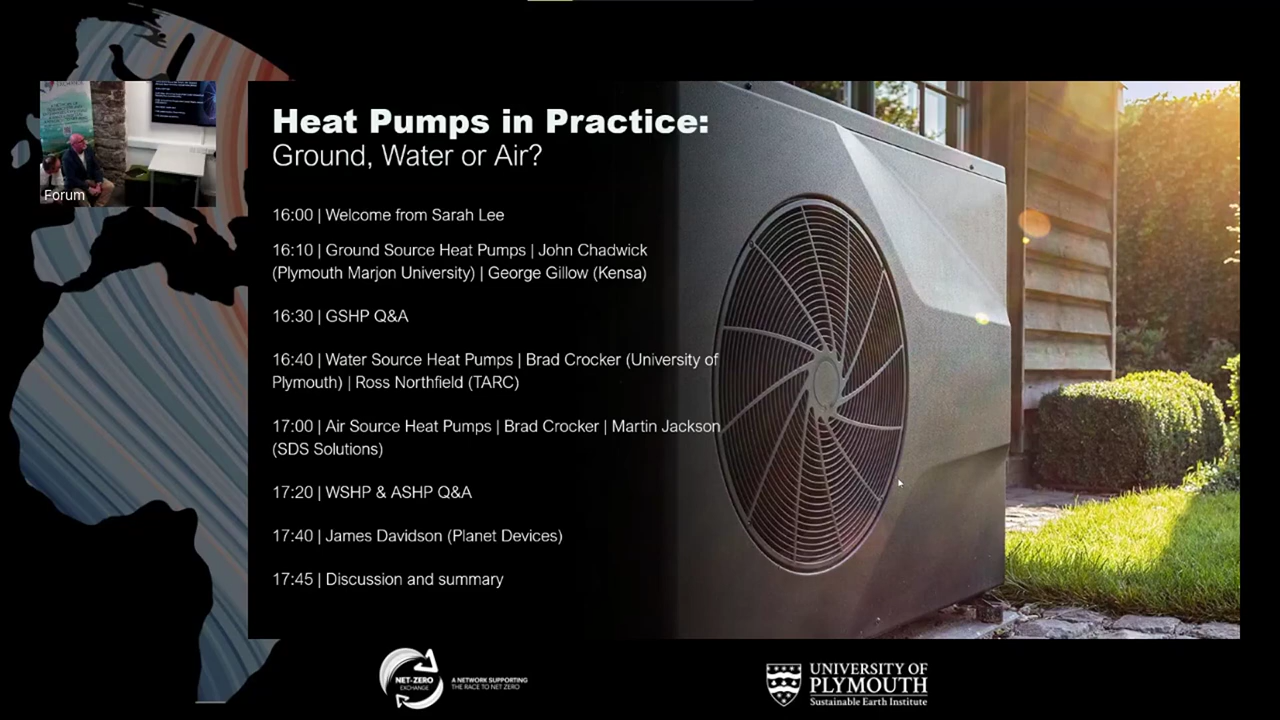 Heat Pumps in Practice:
Ground, Water or Air?
16:00 | Welcome from Sarah Lee
16:10 | Ground Source Heat Pumps | John Chadwick
(Plymouth Marjon University) | George Gillow (Kensa)
16:30 | GSHP Q&A
16:40 | Water Source Heat Pumps | Brad Crocker (University of
Plymouth) | Ross Northfield (TARC)
17:00 | Air Source Heat Pumps | Brad Crocker | Martin Jackson
(SDS Solutions)
17:20 | WSHP & ASHP Q&A
17:40 | James Davidson (Planet Devices)
17:45 | Discussion and summary
Forum
NET-ZERO
EXCHANGE
A NETWORK SUPPORTING
THE RACE TO NET ZERO
UNIVERSITY OF
PLYMOUTH
Sustainable Earth Institute